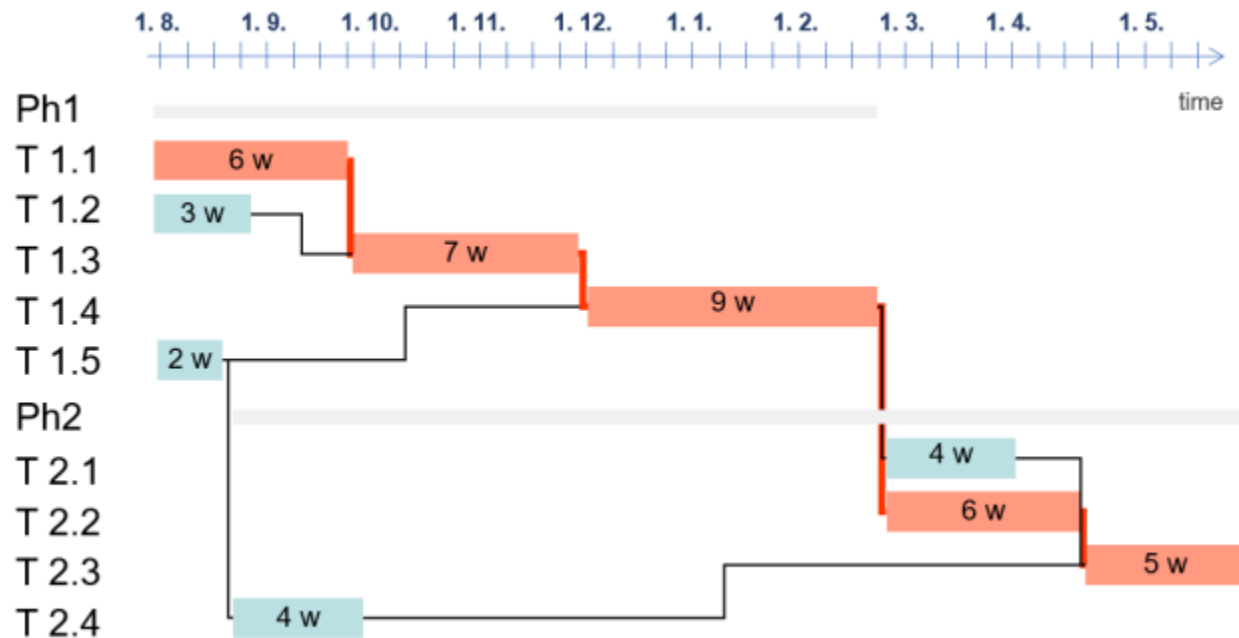 1. 8. 1. 9. 1. 10. 1. 11. 1. 12. 1. 1. 1. 2. 1. 3. 1. 4. 1. 5.
time
Ph1
T 1.1 6 w
T 1.2 3 w
T 1.3 7 w
T 1.4 9 w
T 1.5 2 w
Ph2
T 2.1 4 w
T 2.2 6 w
T 2.3 5 w
T 2.4 4 w